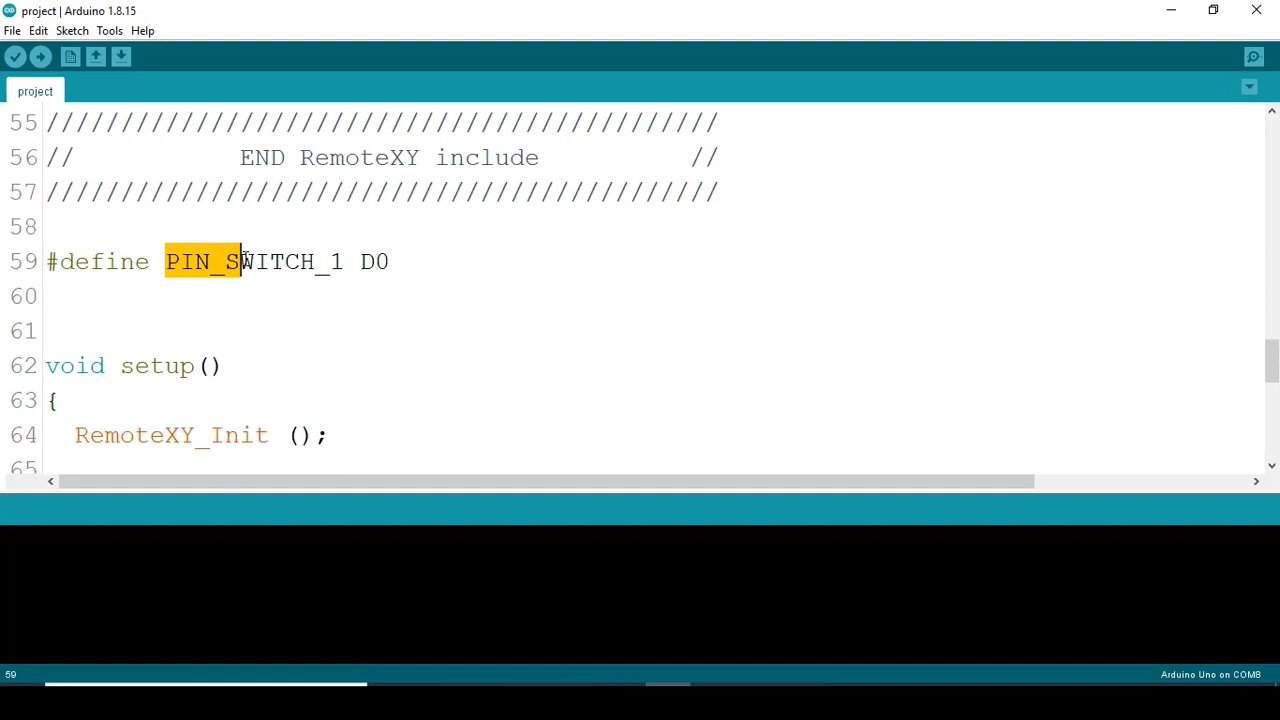 project | Arduino 1.8.15
File Edit Sketch Tools Help
project
55 /////////////////////////////////////////////
56 //           END RemoteXY include          //
57 /////////////////////////////////////////////
58
59 #define PIN_SWITCH_1 D0
60
61
62 void setup()
63 {
64   RemoteXY_Init ();
65
59
Arduino Uno on COM8